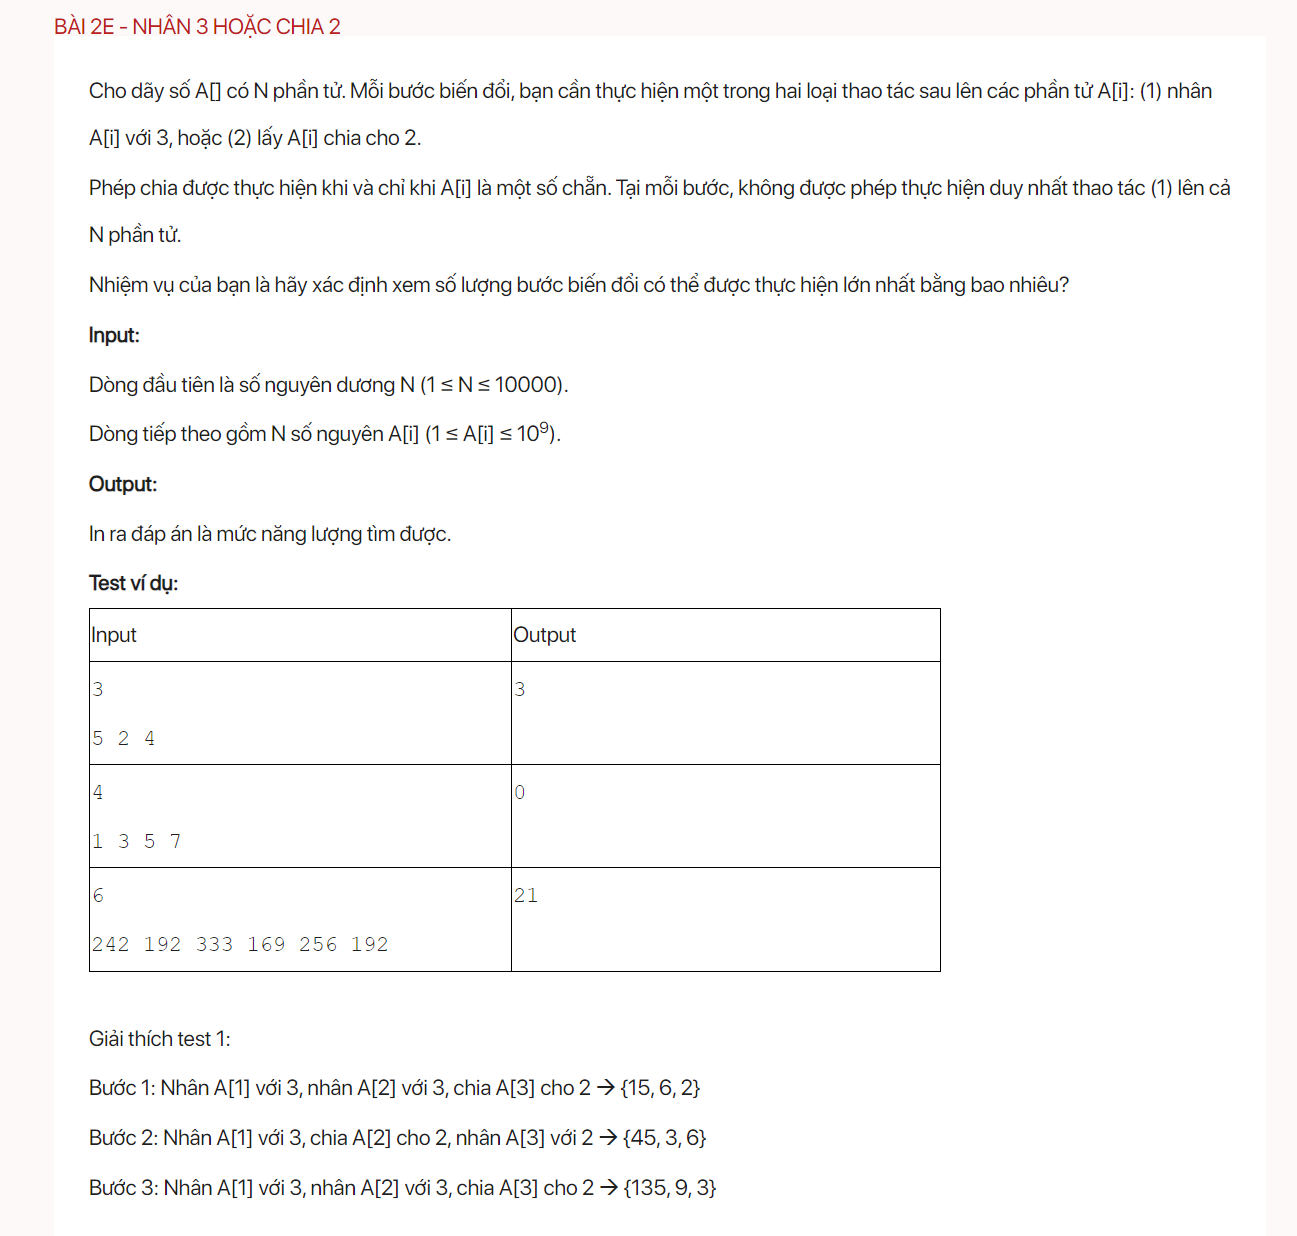 BÀI 2E - NHÂN 3 HOẶC CHIA 2
Cho dãy số A[] có N phần tử. Mỗi bước biến đổi, bạn cần thực hiện một trong hai loại thao tác sau lên các phần tử A[i]: (1) nhân
A[i] với 3, hoặc (2) lấy A[i] chia cho 2.
Phép chia được thực hiện khi và chỉ khi A[i] là một số chẵn. Tại mỗi bước, không được phép thực hiện duy nhất thao tác (1) lên cả
N phần tử.
Nhiệm vụ của bạn là hãy xác định xem số lượng bước biến đổi có thể được thực hiện lớn nhất bằng bao nhiêu?
Input:
Dòng đầu tiên là số nguyên dương N (1 ≤ N ≤ 10000).
Dòng tiếp theo gồm N số nguyên A[i] (1 ≤ A[i] ≤ 10⁹).
Output:
In ra đáp án là mức năng lượng tìm được.
Test ví dụ:
Input Output
3 3
5 2 4
4 0
1 3 5 7
6 21
242 192 333 169 256 192
Giải thích test 1:
Bước 1: Nhân A[1] với 3, nhân A[2] với 3, chia A[3] cho 2 → {15, 6, 2}
Bước 2: Nhân A[1] với 3, chia A[2] cho 2, nhân A[3] với 2 → {45, 3, 6}
Bước 3: Nhân A[1] với 3, nhân A[2] với 3, chia A[3] cho 2 → {135, 9, 3}